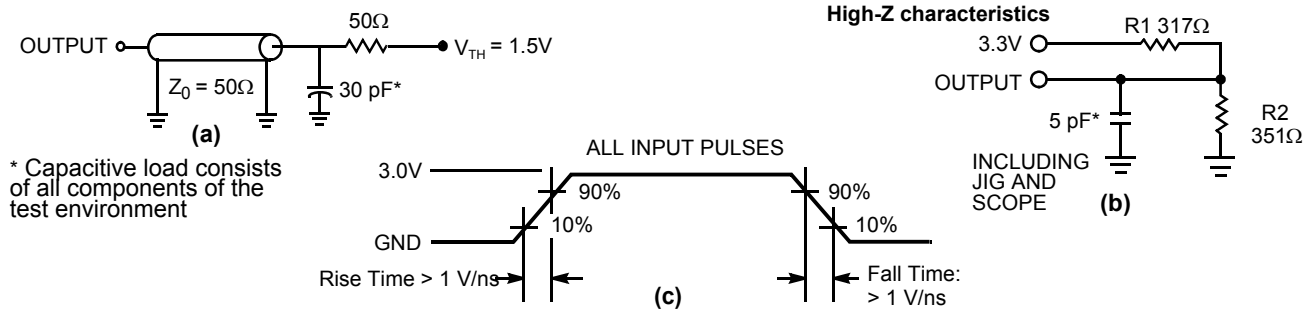 50Ω
OUTPUT
V_TH = 1.5V
Z_0 = 50Ω
30 pF*
(a)
* Capacitive load consists
of all components of the
test environment
High-Z characteristics
R1 317Ω
3.3V
OUTPUT
5 pF*
R2
351Ω
INCLUDING
JIG AND
SCOPE
(b)
ALL INPUT PULSES
3.0V
90%
10%
GND
90%
10%
Rise Time > 1 V/ns
Fall Time:
> 1 V/ns
(c)